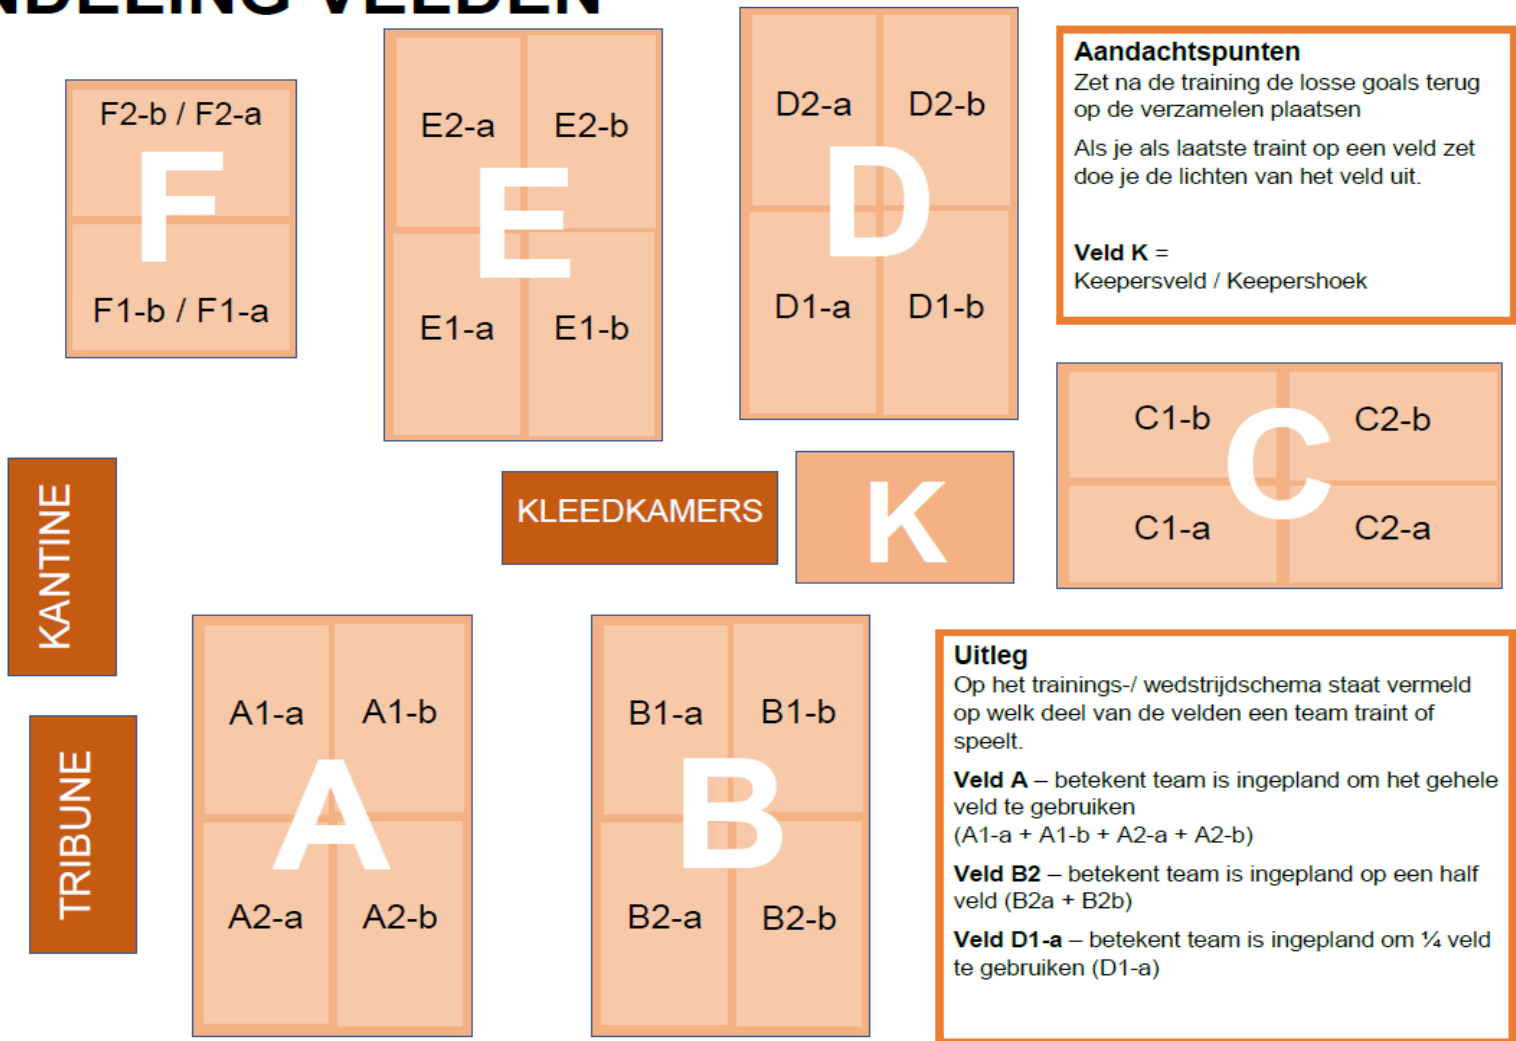 NDELING VELDEN
F2-b / F2-a
F
F1-b / F1-a
E2-a E2-b
E
E1-a E1-b
D2-a D2-b
D
D1-a D1-b
Aandachtspunten
Zet na de training de losse goals terug
op de verzamelen plaatsen
Als je als laatste traint op een veld zet
doe je de lichten van het veld uit.
Veld K =
Keepersveld / Keepershoek
C1-b C2-b
C
C1-a C2-a
KANTINE
KLEEDKAMERS
K
TRIBUNE
A1-a A1-b
A
A2-a A2-b
B1-a B1-b
B
B2-a B2-b
Uitleg
Op het trainings-/ wedstrijdschema staat vermeld
op welk deel van de velden een team traint of
speelt.
Veld A – betekent team is ingepland om het gehele
veld te gebruiken
(A1-a + A1-b + A2-a + A2-b)
Veld B2 – betekent team is ingepland op een half
veld (B2a + B2b)
Veld D1-a – betekent team is ingepland om ¼ veld
te gebruiken (D1-a)